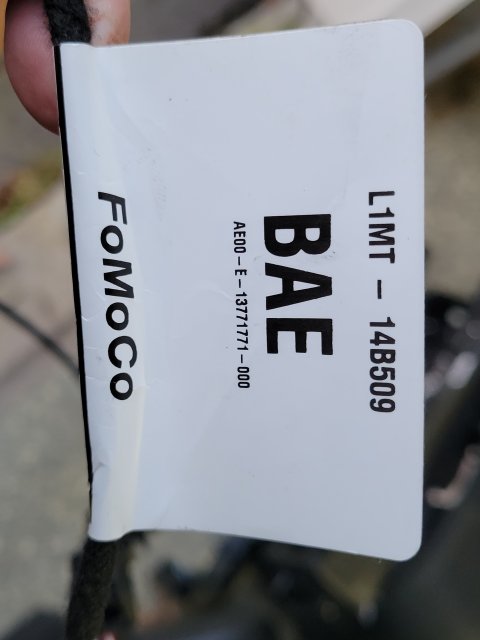 L1MT - 14B509
BAE
AE00-E-13771771-000
FoMoCo